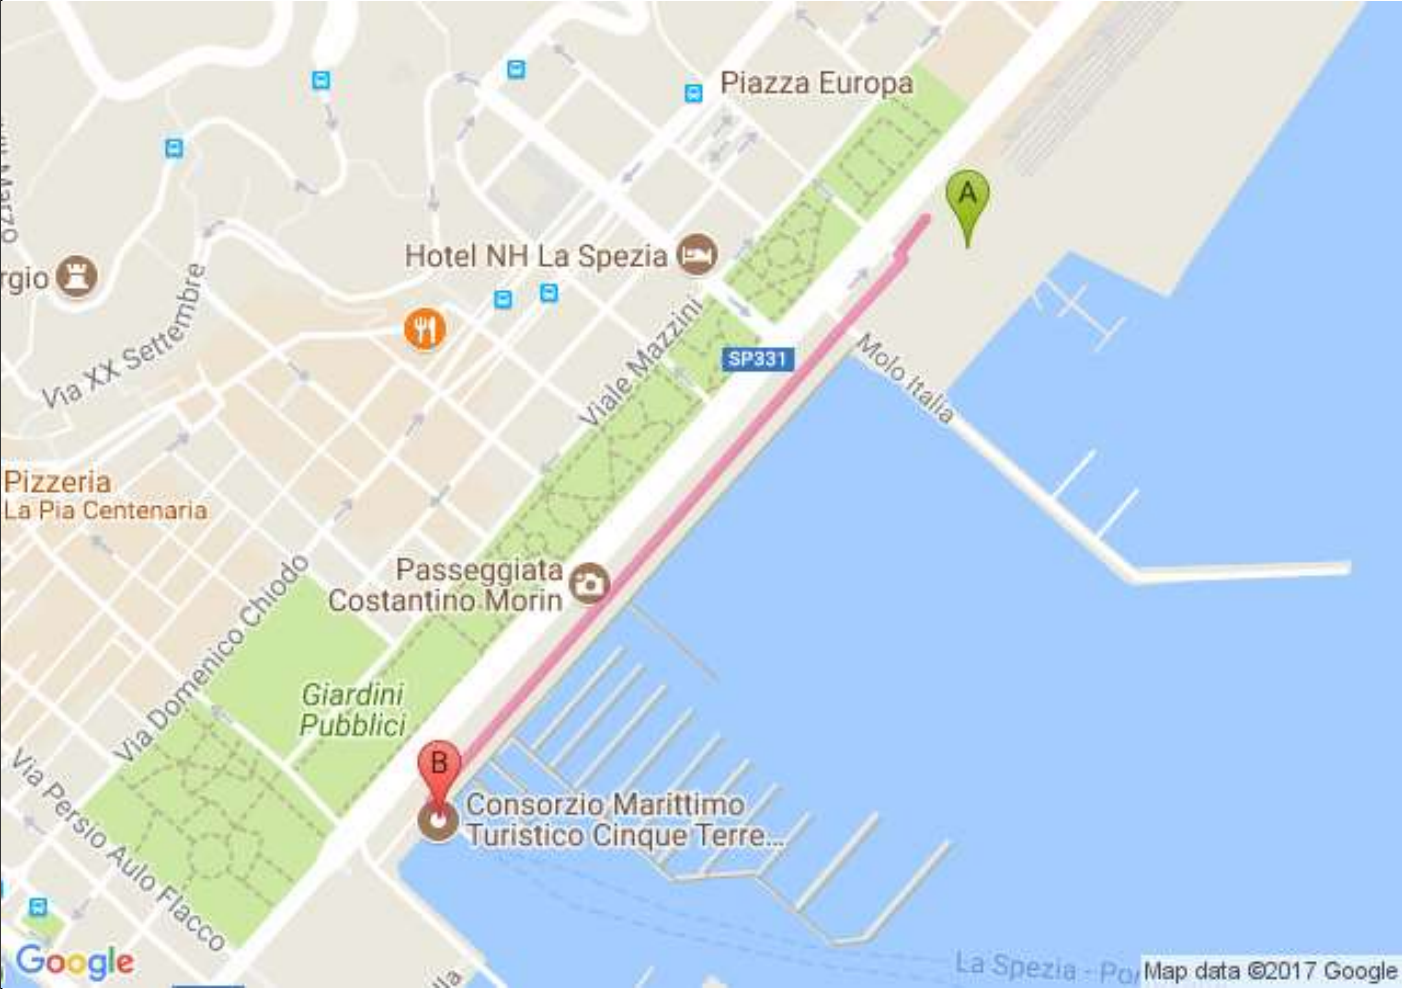 Piazza Europa
A
Hotel NH La Spezia
rgio
Via XX Settembre
Viale Mazzini
SP331
Molo Italia
Pizzeria
La Pia Centenaria
Passeggiata
Costantino Morin
Via Domenico Chiodo
Giardini
Pubblici
B
Via Persio Aulo Flacco
Consorzio Marittimo
Turistico Cinque Terre...
Google
La Spezia - Por
Map data ©2017 Google